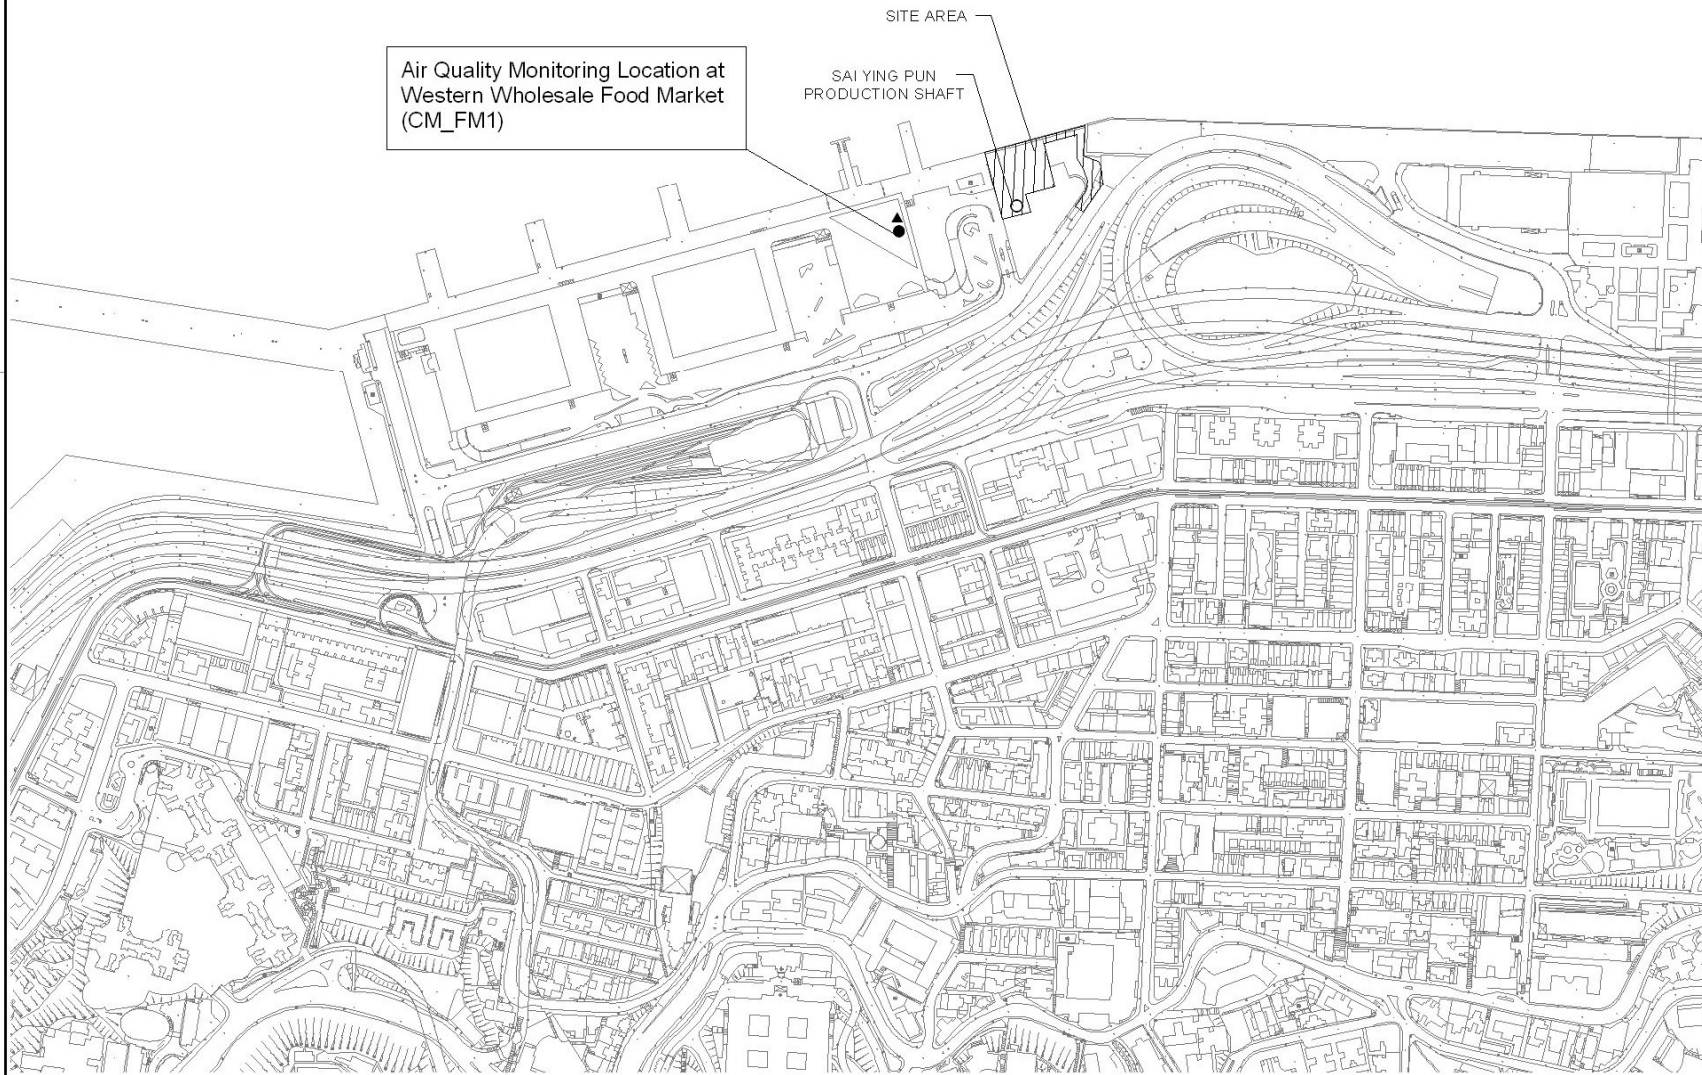 SITE AREA
Air Quality Monitoring Location at
Western Wholesale Food Market
(CM_FM1)
SAI YING PUN
PRODUCTION SHAFT